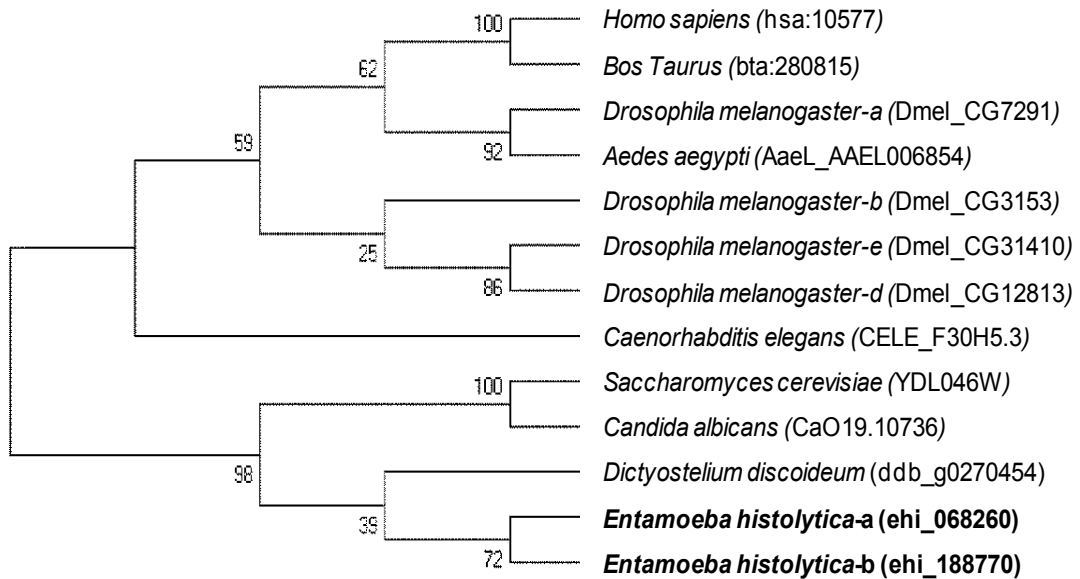 100
Homo sapiens (hsa:10577)
Bos Taurus (bta:280815)
62
Drosophila melanogaster-a (Dmel_CG7291)
92
Aedes aegypti (AaeL_AAEL006854)
59
Drosophila melanogaster-b (Dmel_CG3153)
25
Drosophila melanogaster-e (Dmel_CG31410)
86
Drosophila melanogaster-d (Dmel_CG12813)
Caenorhabditis elegans (CELE_F30H5.3)
100
Saccharomyces cerevisiae (YDL046W)
Candida albicans (CaO19.10736)
98
Dictyostelium discoideum (ddb_g0270454)
39
Entamoeba histolytica-a (ehi_068260)
72
Entamoeba histolytica-b (ehi_188770)